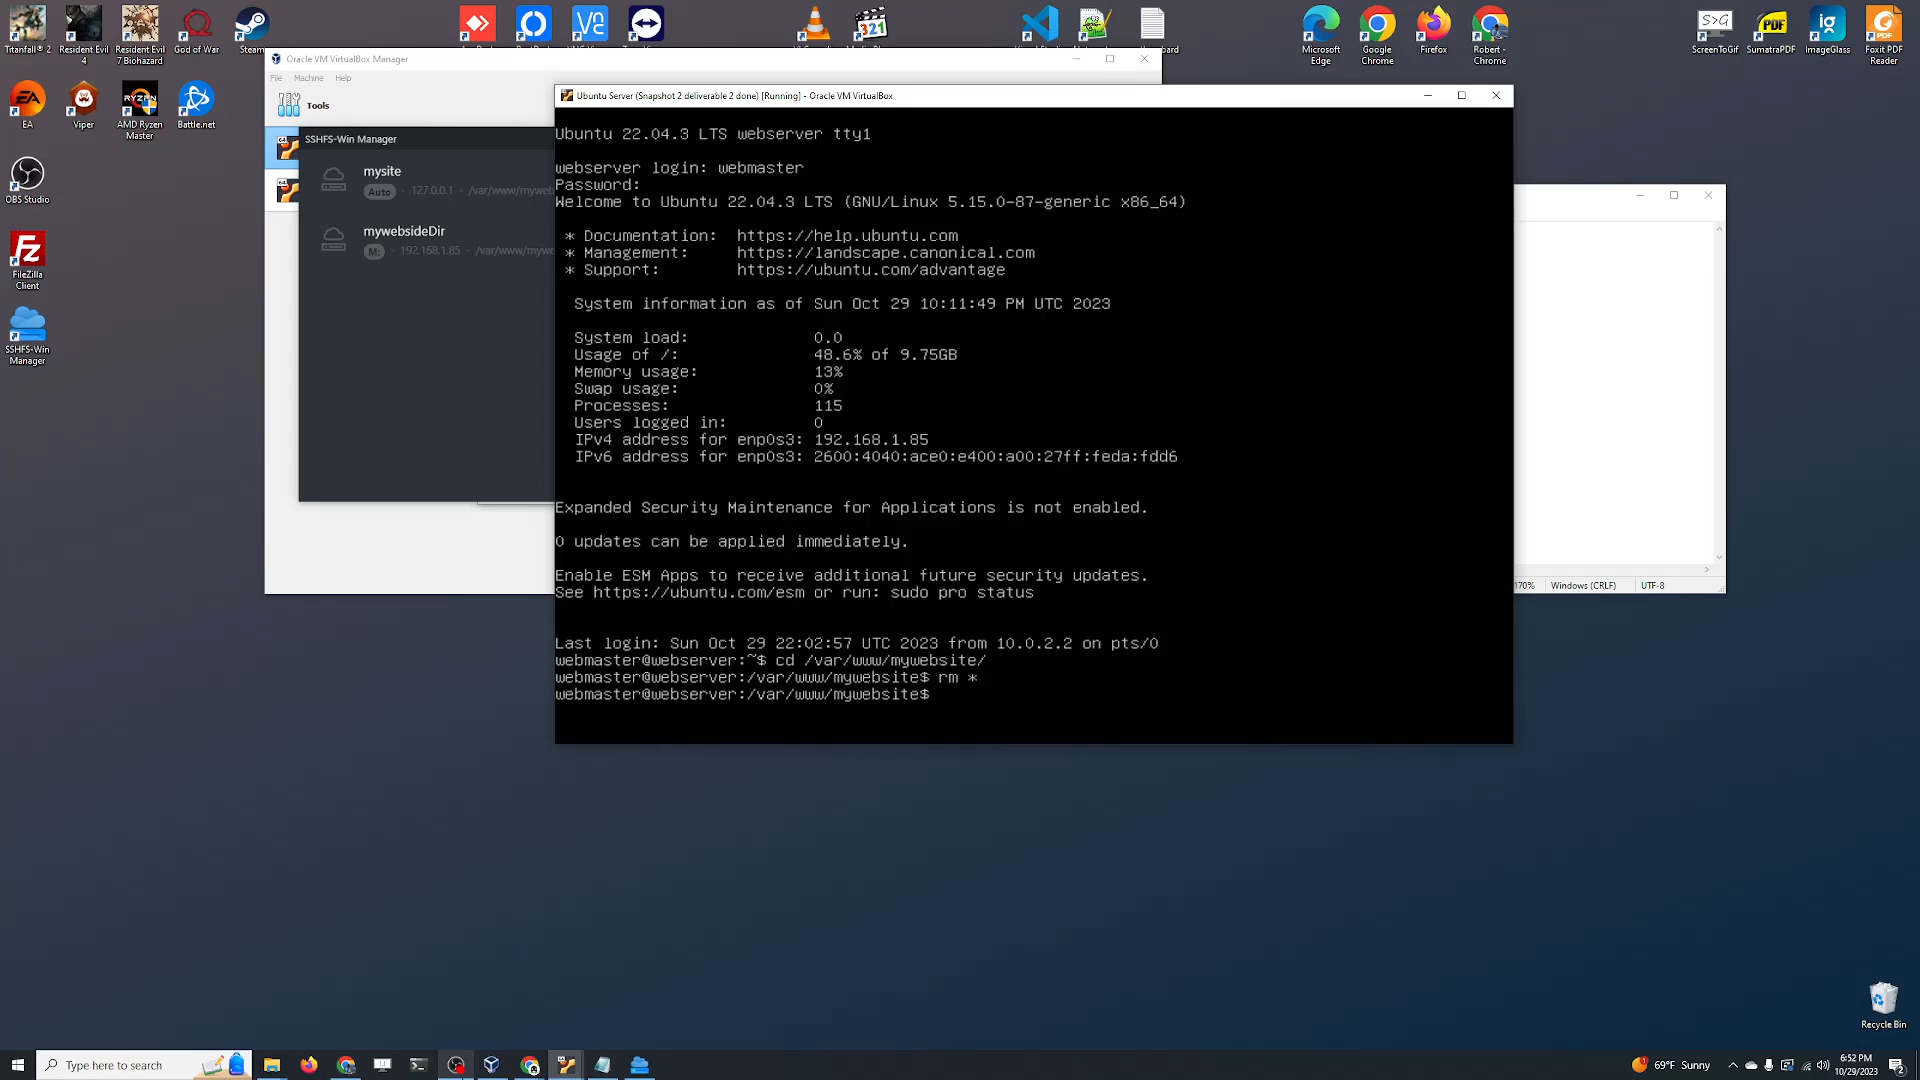 Titanfall® 2
Resident Evil 4
Resident Evil 7 Biohazard
God of War
Steam
Microsoft Edge
Google Chrome
Firefox
Robert - Chrome
ScreenToGif
SumatraPDF
ImageGlass
Foxit PDF Reader
EA
Viper
AMD Ryzen Master
Battle.net
OBS Studio
FileZilla Client
SSHFS-Win Manager
Oracle VM VirtualBox Manager
File Machine Help
Tools
SSHFS-Win Manager
mysite
Auto · 127.0.0.1 · /var/www/myweb
mywebsideDir
M: · 192.168.1.85 · /var/www/mywe
Ubuntu Server (Snapshot 2 deliverable 2 done) [Running] - Oracle VM VirtualBox
Ubuntu 22.04.3 LTS webserver tty1
webserver login: webmaster
Password:
Welcome to Ubuntu 22.04.3 LTS (GNU/Linux 5.15.0-87-generic x86_64)
* Documentation: https://help.ubuntu.com
* Management: https://landscape.canonical.com
* Support: https://ubuntu.com/advantage
System information as of Sun Oct 29 10:11:49 PM UTC 2023
System load: 0.0
Usage of /: 48.6% of 9.75GB
Memory usage: 13%
Swap usage: 0%
Processes: 115
Users logged in: 0
IPv4 address for enp0s3: 192.168.1.85
IPv6 address for enp0s3: 2600:4040:ace0:e400:a00:27ff:feda:fdd6
Expanded Security Maintenance for Applications is not enabled.
0 updates can be applied immediately.
Enable ESM Apps to receive additional future security updates.
See https://ubuntu.com/esm or run: sudo pro status
Last login: Sun Oct 29 22:02:57 UTC 2023 from 10.0.2.2 on pts/0
webmaster@webserver:~$ cd /var/www/mywebsite/
webmaster@webserver:/var/www/mywebsite$ rm *
webmaster@webserver:/var/www/mywebsite$
170% Windows (CRLF) UTF-8
Recycle Bin
Type here to search
69°F Sunny
6:52 PM
10/29/2023